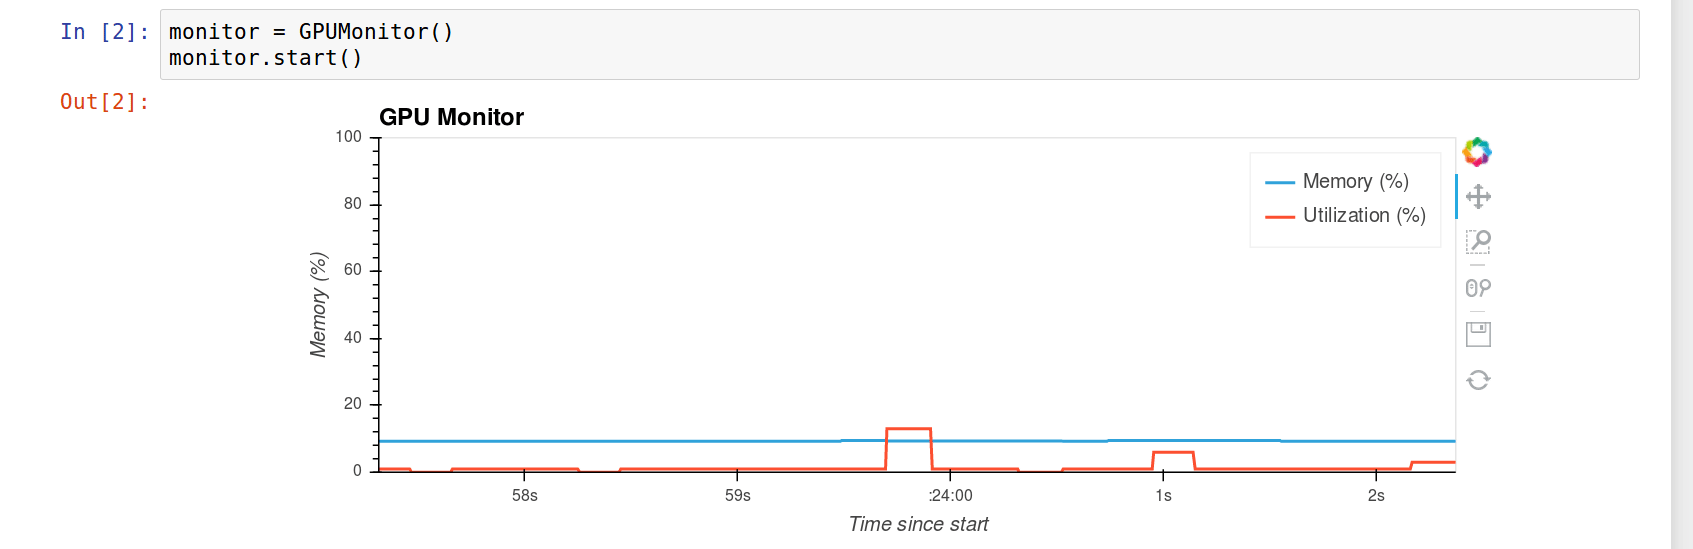 In [2]:
monitor = GPUMonitor()
monitor.start()
Out[2]:
GPU Monitor
100
80
60
40
20
0
Memory (%)
Memory (%)
Utilization (%)
58s
59s
:24:00
1s
2s
Time since start